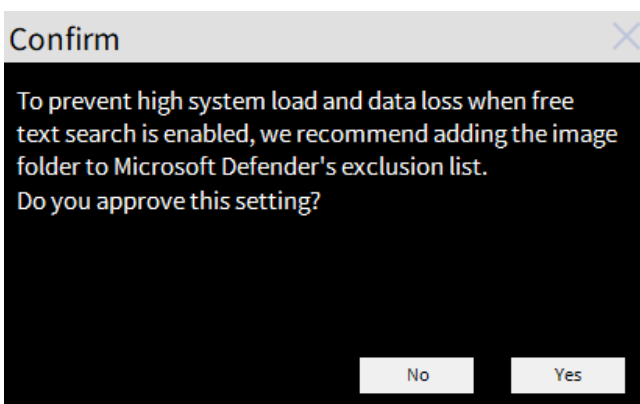 Confirm
To prevent high system load and data loss when free
text search is enabled, we recommend adding the image
folder to Microsoft Defender's exclusion list.
Do you approve this setting?
No
Yes